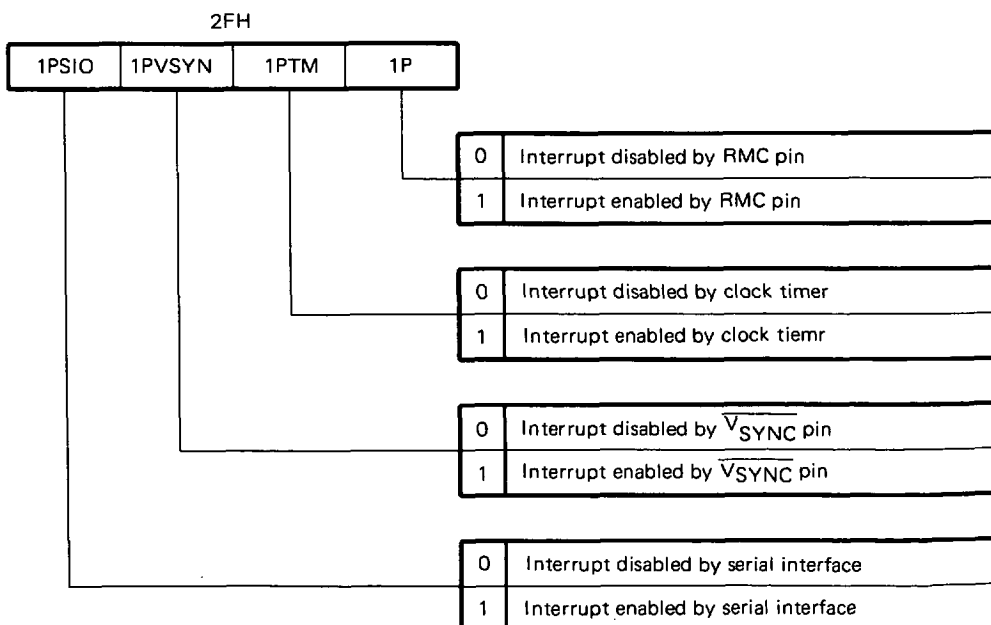 2FH
1PSIO 1PVSYN 1PTM 1P
0 Interrupt disabled by RMC pin
1 Interrupt enabled by RMC pin
0 Interrupt disabled by clock timer
1 Interrupt enabled by clock tiemr
0 Interrupt disabled by VSYNC pin
1 Interrupt enabled by VSYNC pin
0 Interrupt disabled by serial interface
1 Interrupt enabled by serial interface